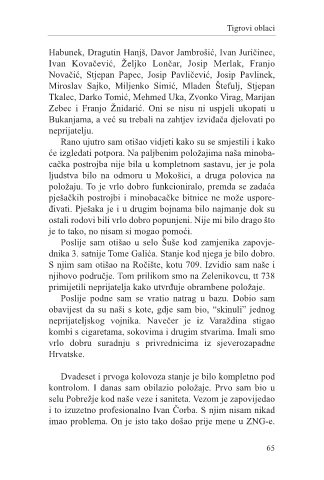 Tigrovi oblaci
Habunek, Dragutin Hanjš, Davor Jambrošić, Ivan Juričinec,
Ivan Kovačević, Željko Lončar, Josip Merlak, Franjo
Novačić, Stjepan Papec, Josip Pavličević, Josip Pavlinek,
Miroslav Sajko, Miljenko Simić, Mladen Štefulj, Stjepan
Tkalec, Darko Tomić, Mehmed Uka, Zvonko Virag, Marijan
Zebec i Franjo Žnidarić. Oni se nisu ni uspjeli ukopati u
Bukanjama, a već su trebali na zahtjev izviđača djelovati po
neprijatelju.
Rano ujutro sam otišao vidjeti kako su se smjestili i kako
će izgledati potpora. Na paljbenim položajima naša minoba-
cačka postrojba nije bila u kompletnom sastavu, jer je pola
ljudstva bilo na odmoru u Mokošici, a druga polovica na
položaju. To je vrlo dobro funkcioniralo, premda se zadaća
pješačkih postrojbi i minobacačke bitnice ne može uspore-
đivati. Pješaka je i u drugim bojnama bilo najmanje dok su
ostali rodovi bili vrlo dobro popunjeni. Nije mi bilo drago što
je to tako, no nisam si mogao pomoći.
Poslije sam otišao u selo Šuše kod zamjenika zapovje-
dnika 3. satnije Tome Galića. Stanje kod njega je bilo dobro.
S njim sam otišao na Ročište, kotu 709. Izvidio sam naše i
njihovo područje. Tom prilikom smo na Zelenikovcu, tt 738
primijetili neprijatelja kako utvrđuje obrambene položaje.
Poslije podne sam se vratio natrag u bazu. Dobio sam
obavijest da su naši s kote, gdje sam bio, “skinuli” jednog
neprijateljskog vojnika. Navečer je iz Varaždina stigao
kombi s cigaretama, sokovima i drugim stvarima. Imali smo
vrlo dobru suradnju s privrednicima iz sjeverozapadne
Hrvatske.
Dvadeset i prvoga kolovoza stanje je bilo kompletno pod
kontrolom. I danas sam obilazio položaje. Prvo sam bio u
selu Pobrežje kod naše veze i saniteta. Vezom je zapovijedao
i to izuzetno profesionalno Ivan Čorba. S njim nisam nikad
imao problema. On je isto tako došao prije mene u ZNG-e.
65